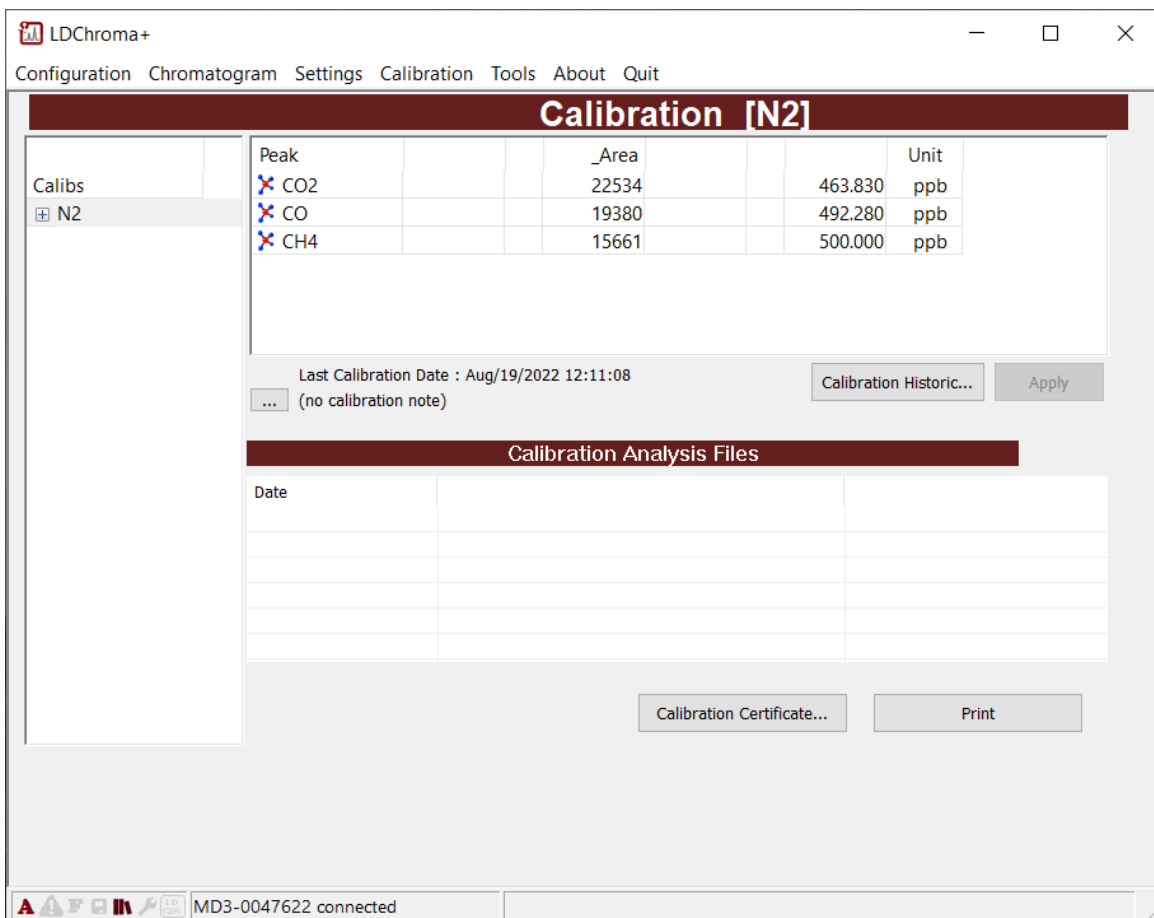 LDChroma+
Configuration Chromatogram Settings Calibration Tools About Quit
Calibration [N2]
Calibs
N2
Peak _Area Unit
CO2 22534 463.830 ppb
CO 19380 492.280 ppb
CH4 15661 500.000 ppb
Last Calibration Date : Aug/19/2022 12:11:08
... (no calibration note)
Calibration Historic... Apply
Calibration Analysis Files
Date
Calibration Certificate... Print
A F LD GDS MD3-0047622 connected